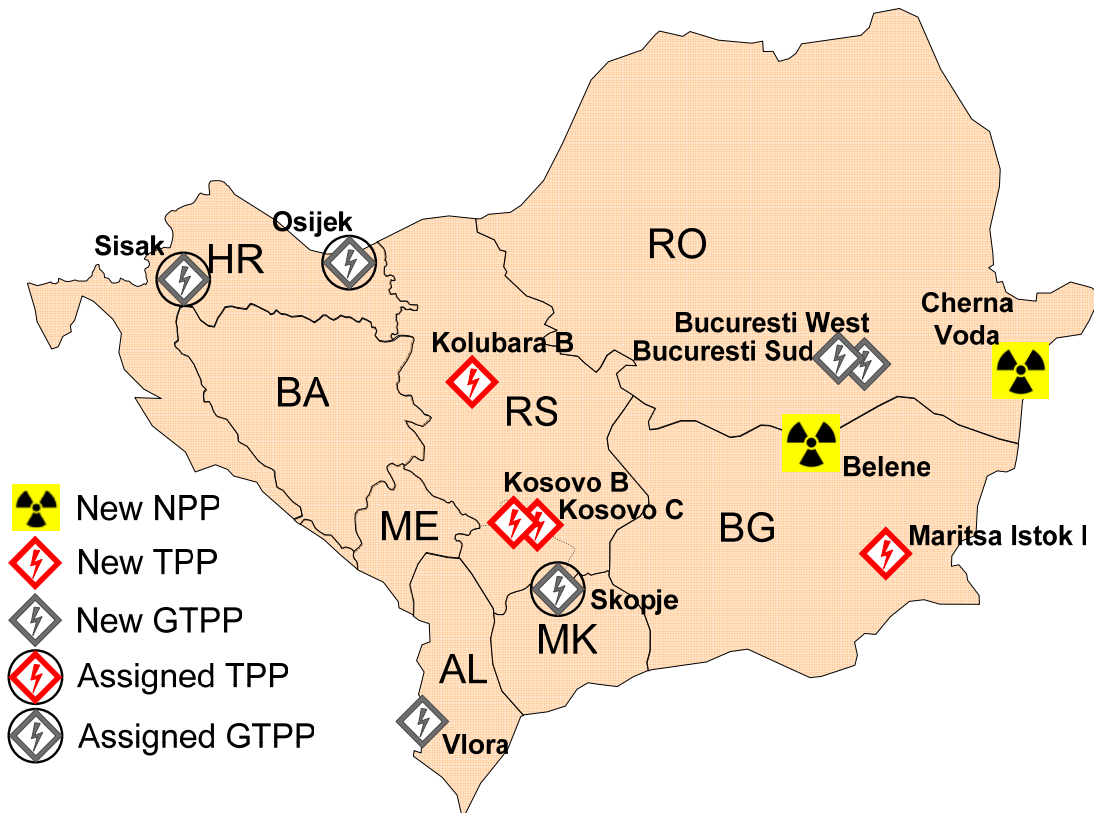 Osijek
Sisak
HR
RO
Cherna
Voda
Bucuresti West
Bucuresti Sud
Kolubara B
BA
RS
Belene
Kosovo B
Kosovo C
ME
BG
Maritsa Istok I
Skopje
MK
AL
Vlora
New NPP
New TPP
New GTPP
Assigned TPP
Assigned GTPP